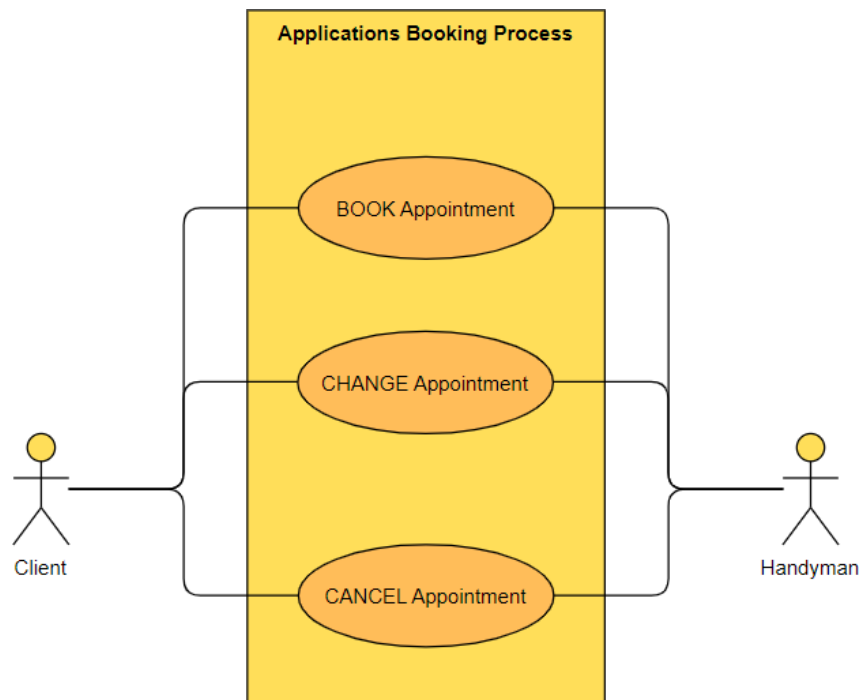 Applications Booking Process
BOOK Appointment
CHANGE Appointment
CANCEL Appointment
Client
Handyman